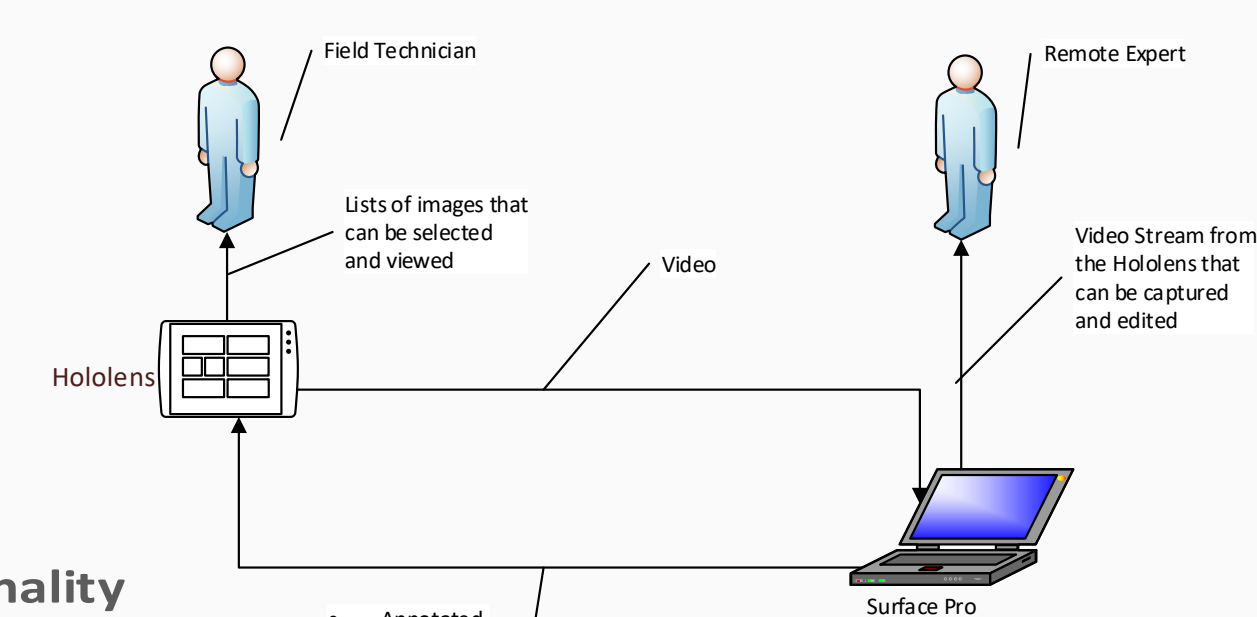 Field Technician
Remote Expert
Lists of images that
can be selected
and viewed
Video
Video Stream from
the Hololens that
can be captured
and edited
Hololens
nality
• Annotated
Surface Pro